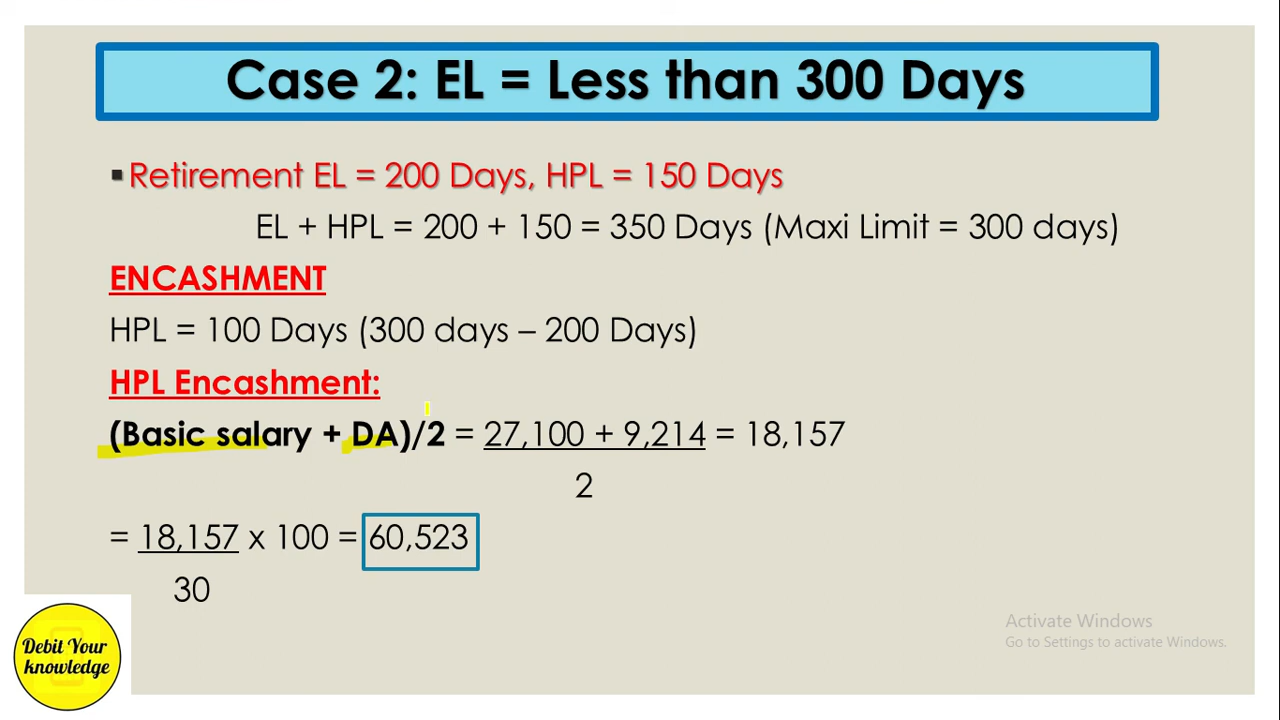 Case 2: EL = Less than 300 Days
▪Retirement EL = 200 Days, HPL = 150 Days
EL + HPL = 200 + 150 = 350 Days (Maxi Limit = 300 days)
ENCASHMENT
HPL = 100 Days (300 days – 200 Days)
HPL Encashment:
(Basic salary + DA)/2 = 27,100 + 9,214 = 18,157
2
= 18,157 x 100 = 60,523
30
Debit Your
knowledge
Activate Windows
Go to Settings to activate Windows.